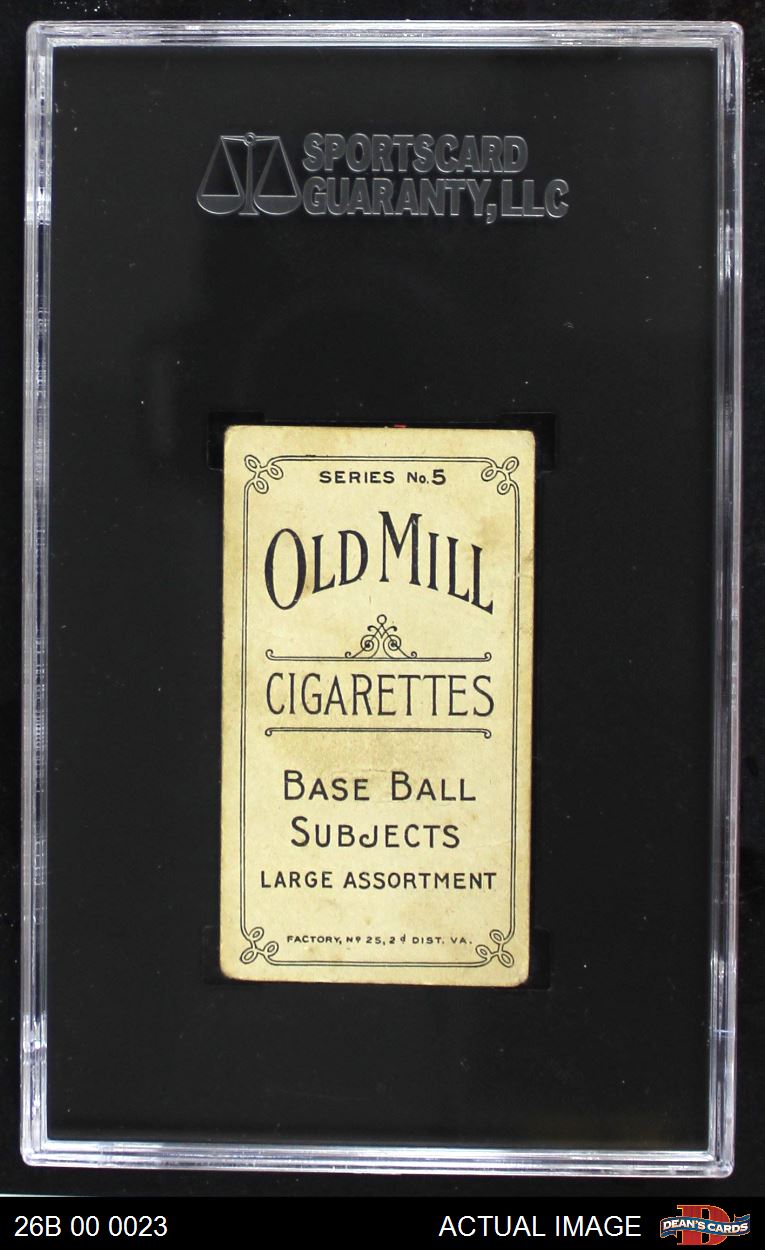 SPORTSCARD
GUARANTY, LLC
SERIES No. 5
OLD MILL
CIGARETTES
BASE BALL
SUBJECTS
LARGE ASSORTMENT
FACTORY, Nº 25, 2d DIST. VA.
26B 00 0023
ACTUAL IMAGE
DEAN'S CARDS